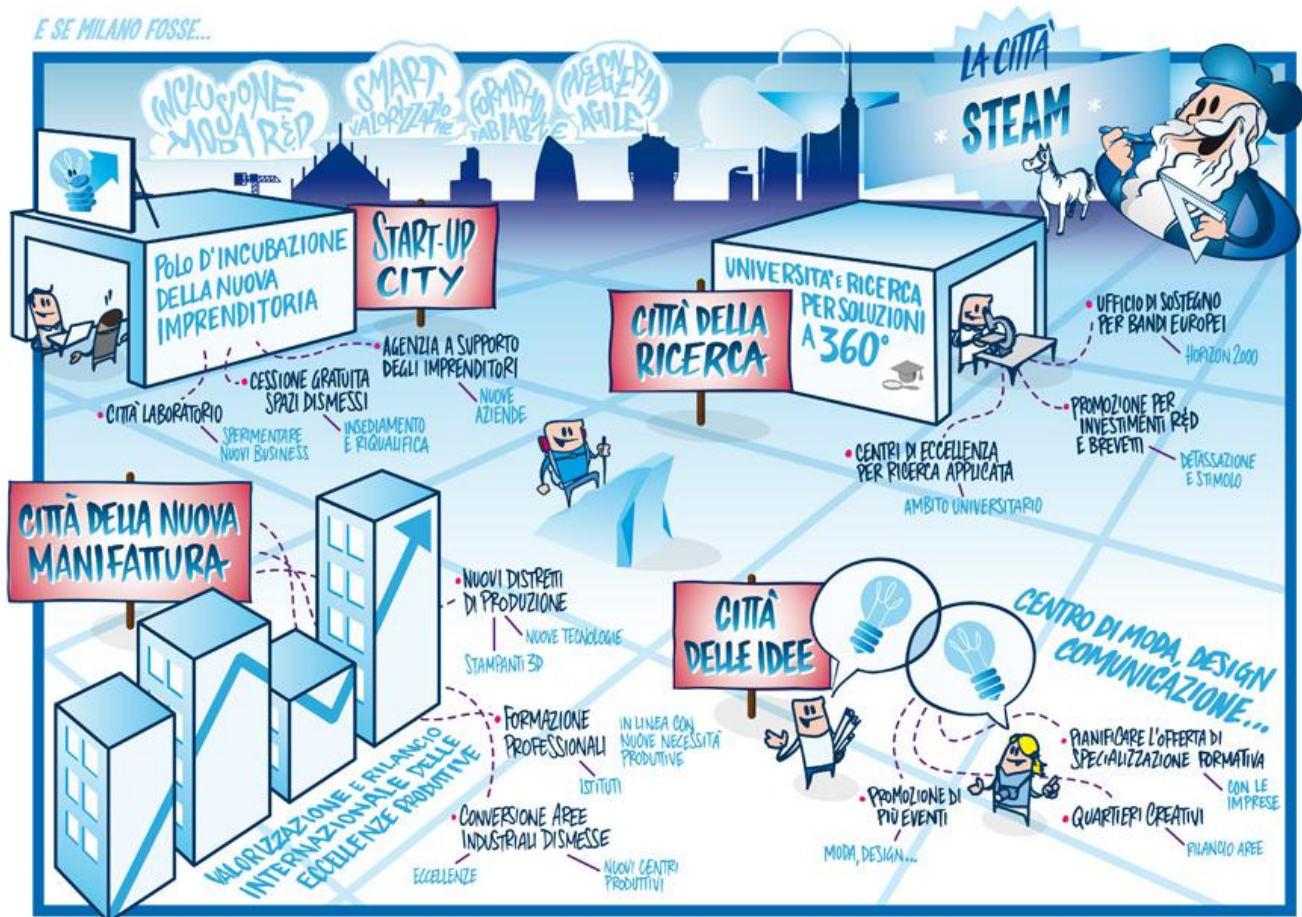 E SE MILANO FOSSE...
INCLUSIONE
MODA R&D
SMART
VALORIZZAZIO
NE
FORMAZIONE
FAB LAB
INGEGNERIA
AGILE
LA CITTÀ
STEAM
POLO D'INCUBAZIONE
DELLA NUOVA
IMPRENDITORIA
START-UP
CITY
• CITTÀ LABORATORIO
SPERIMENTARE
NUOVI BUSINESS
• CESSIONE GRATUITA
SPAZI DISMESSI
INSEDIAMENTO
E RIQUALIFICA
• AGENZIA A SUPPORTO
DEGLI IMPRENDITORI
NUOVE
AZIENDE
CITTÀ DELLA
RICERCA
UNIVERSITÀ E RICERCA
PER SOLUZIONI
A 360°
• UFFICIO DI SOSTEGNO
PER BANDI EUROPEI
HORIZON 2000
• PROMOZIONE PER
INVESTIMENTI R&D
E BREVETTI
DETASSAZIONE
E STIMOLO
• CENTRI DI ECCELLENZA
PER RICERCA APPLICATA
AMBITO UNIVERSITARIO
CITTÀ DELLA NUOVA
MANIFATTURA
• NUOVI DISTRETTI
DI PRODUZIONE
NUOVE TECNOLOGIE
STAMPANTI 3D
• FORMAZIONE
PROFESSIONALI
IN LINEA CON
NUOVE NECESSITÀ
PRODUTTIVE
ISTITUTI
• CONVERSIONE AREE
INDUSTRIALI DISMESSE
ECCELLENZE
NUOVI CENTRI
PRODUTTIVI
VALORIZZAZIONE E RILANCIO
INTERNAZIONALE DELLE
ECCELLENZE PRODUTTIVE
CITTÀ
DELLE IDEE
CENTRO DI MODA, DESIGN
COMUNICAZIONE...
• PROMOZIONE DI
PIÙ EVENTI
MODA, DESIGN...
• PIANIFICARE L'OFFERTA DI
SPECIALIZZAZIONE FORMATIVA
CON LE
IMPRESE
• QUARTIERI CREATIVI
RILANCIO AREE